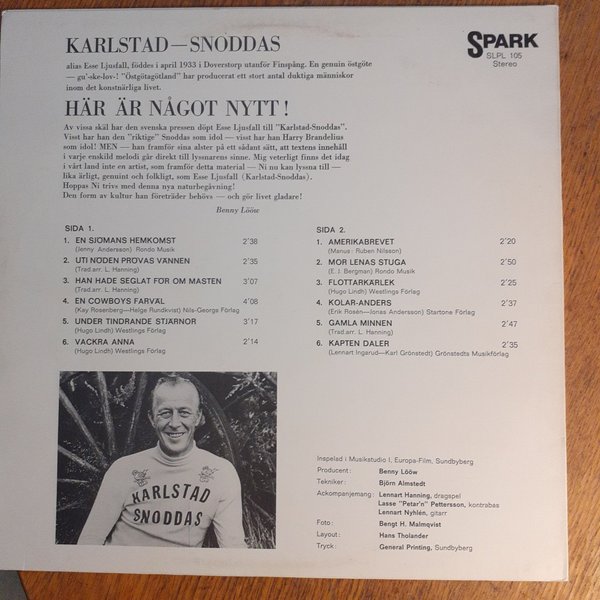 KARLSTAD—SNODDAS
SPARK
SLPL 105
Stereo
alias Esse Ljusfall, föddes i april 1933 i Doverstorp utanför Finspång. En genuin östgöte
— gu'-ske-lov-! "Östgötagötland" har producerat ett stort antal duktiga människor
inom det konstnärliga livet.
HÄR ÄR NÅGOT NYTT!
Av vissa skäl har den svenska pressen döpt Esse Ljusfall till "Karlstad-Snoddas".
Visst har han den "riktige" Snoddas som idol — visst har han Harry Brandelius
som idol! MEN — han framför sina alster på ett sådant sätt, att textens innehåll
i varje enskild melodi går direkt till lyssnarens sinne. Mig veterligt finns det idag
i vårt land inte en artist, som framför detta material — Ni nu kan lyssna till —
lika ärligt, genuint och folkligt, som Esse Ljusfall (Karlstad-Snoddas).
Hoppas Ni trivs med denna nya naturbegåvning!
Den form av kultur han företräder behövs — och gör livet gladare!
Benny Lööw
SIDA 1.
1. EN SJÖMANS HEMKOMST 2'38
(Jenny Andersson) Rondo Musik
2. UTI NÖDEN PRÖVAS VÄNNEN 2'35
(Trad.arr. L. Hanning)
3. HAN HADE SEGLAT FÖR OM MASTEN 3'07
(Trad.arr. L. Hanning)
4. EN COWBOYS FARVÄL 4'08
(Kay Rosenberg—Helge Rundkvist) Nils-Georgs Förlag
5. UNDER TINDRANDE STJÄRNOR 3'17
(Hugo Lindh) Westlings Förlag
6. VACKRA ANNA 2'14
(Hugo Lindh) Westlings Förlag
SIDA 2.
1. AMERIKABREVET 2'20
(Manus: Ruben Nilsson)
2. MOR LENAS STUGA 2'50
(E. J. Bergman) Rondo Musik
3. FLOTTARKÄRLEK 2'25
(Hugo Lindh) Westlings Förlag
4. KOLAR-ANDERS 2'37
(Erik Rosén—Jonas Andersson) Startone Förlag
5. GAMLA MINNEN 2'47
(Trad.arr. L. Hanning)
6. KAPTEN DALER 2'35
(Lennart Ingarud—Karl Grönstedt) Grönstedts Musikförlag
KARLSTAD
SNODDAS
Inspelad i Musikstudio I, Europa-Film, Sundbyberg
Producent: Benny Lööw
Tekniker: Björn Almstedt
Ackompanjemang: Lennart Hanning, dragspel
Lasse "Petar'n" Pettersson, kontrabas
Lennart Nyhlén, gitarr
Foto: Bengt H. Malmqvist
Layout: Hans Tholander
Tryck: General Printing, Sundbyberg